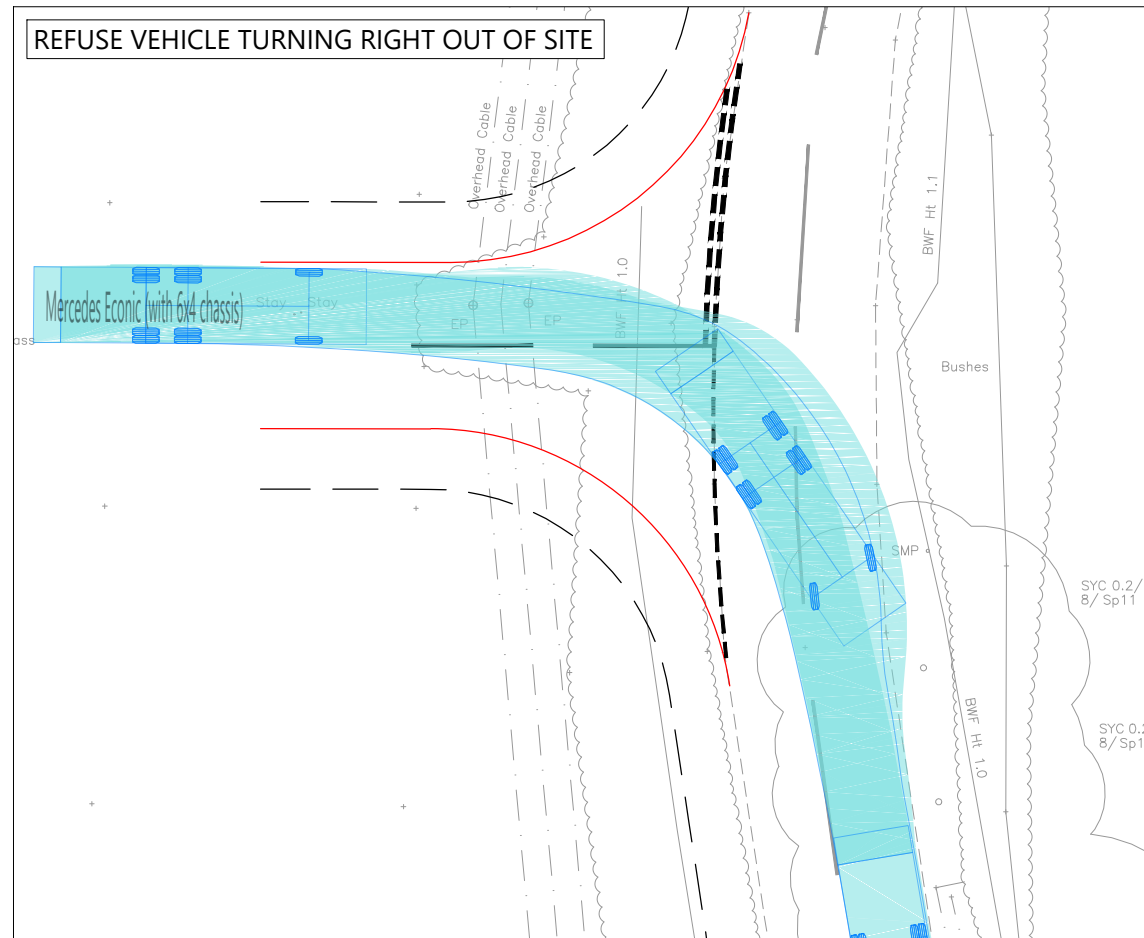 REFUSE VEHICLE TURNING RIGHT OUT OF SITE
Overhead Cable
Overhead Cable
Overhead Cable
BWF Ht 1.1
BWF Ht 1.0
Mercedes Econic (with 6x4 chassis)
Stay
Stay
EP
EP
ass
Bushes
SMP
SYC 0.2/
8/Sp11
BWF Ht 1.0
SYC 0.2
8/Sp1